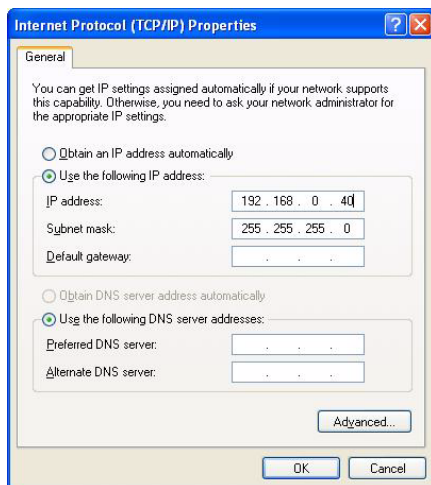 Internet Protocol (TCP/IP) Properties
General
You can get IP settings assigned automatically if your network supports
this capability. Otherwise, you need to ask your network administrator for
the appropriate IP settings.
Obtain an IP address automatically
Use the following IP address:
IP address: 192 . 168 . 0 . 40
Subnet mask: 255 . 255 . 255 . 0
Default gateway: . . .
Obtain DNS server address automatically
Use the following DNS server addresses:
Preferred DNS server: . . .
Alternate DNS server: . . .
Advanced...
OK Cancel